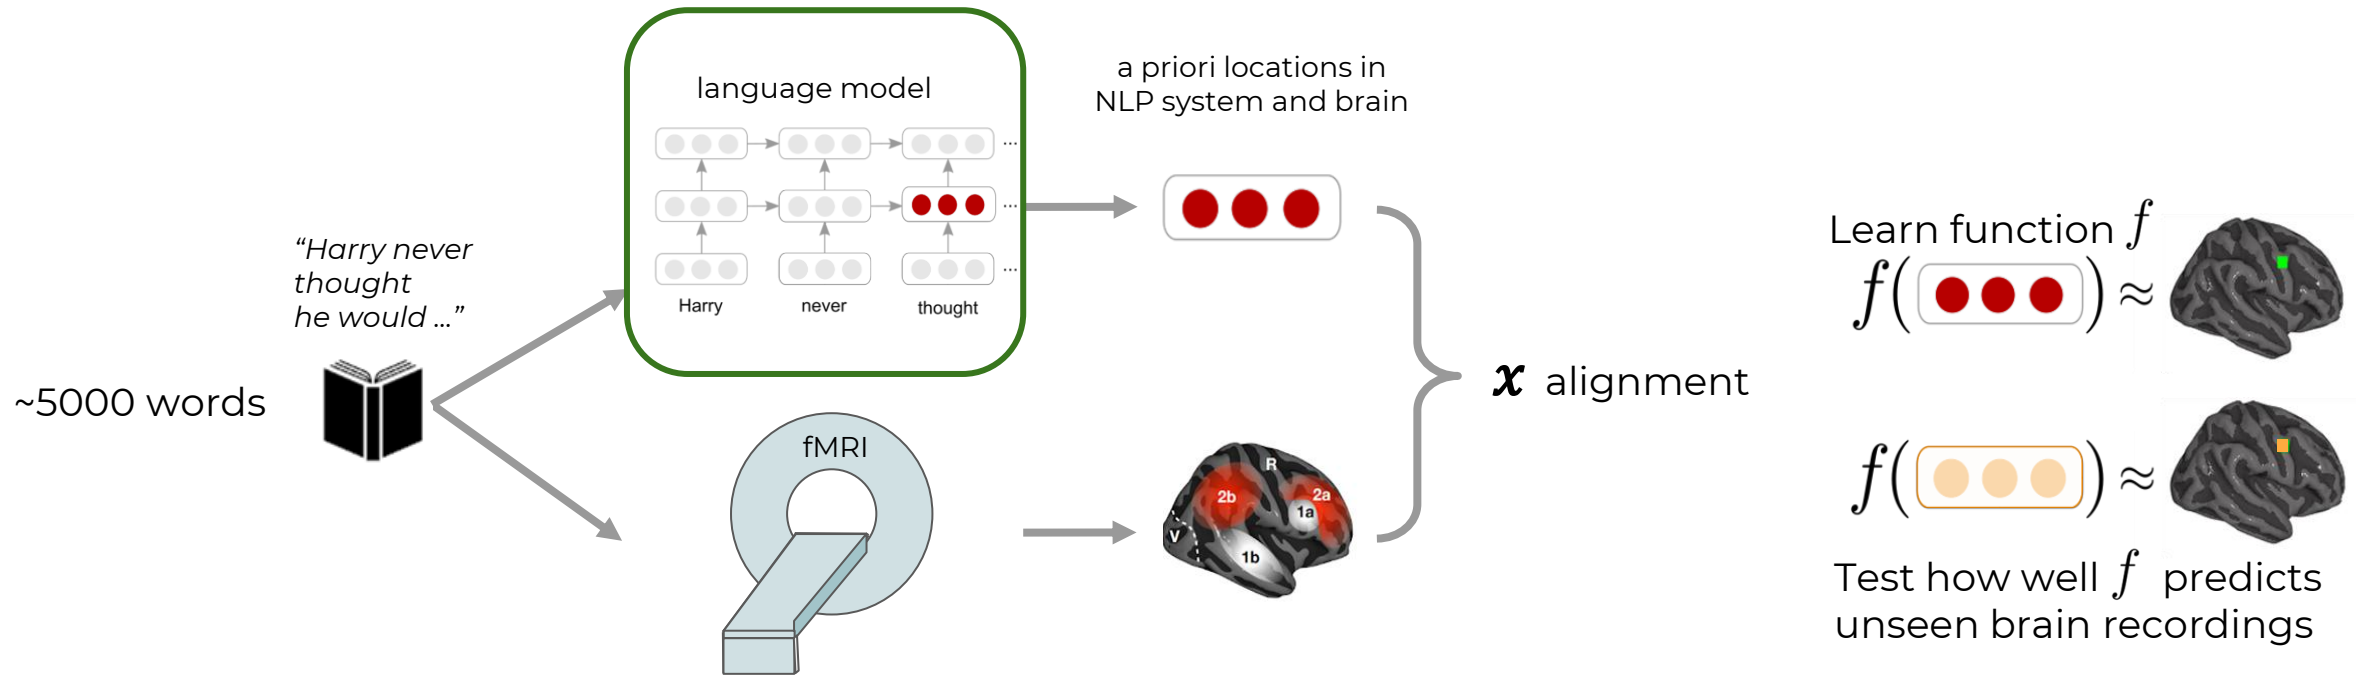 ~5000 words
“Harry never
thought
he would ...”
language model
...
...
...
Harry
never
thought
fMRI
a priori locations in
NLP system and brain
R
2b
2a
1a
V
1b
x alignment
Learn function f
f( ) ≈
f( ) ≈
Test how well f predicts
unseen brain recordings